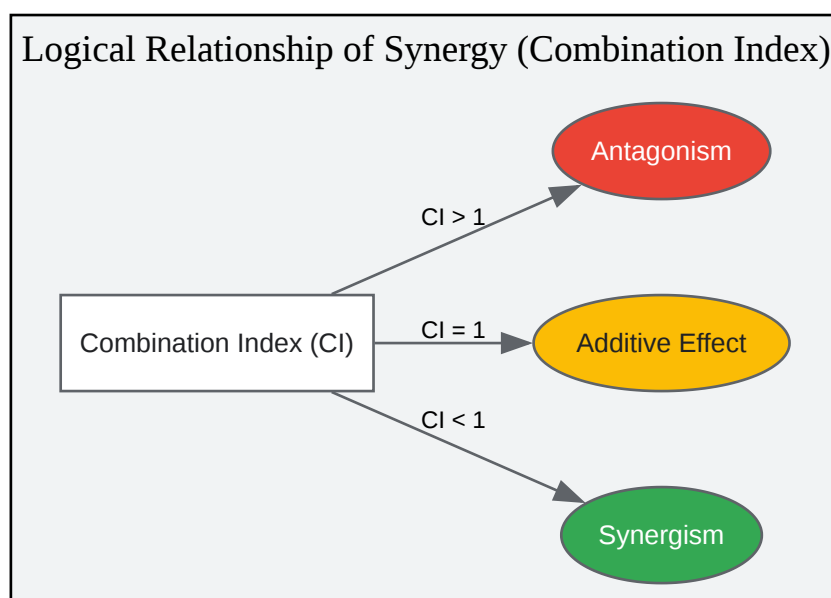 Logical Relationship of Synergy (Combination Index)
Antagonism
CI > 1
Combination Index (CI)
CI = 1
Additive Effect
CI < 1
Synergism